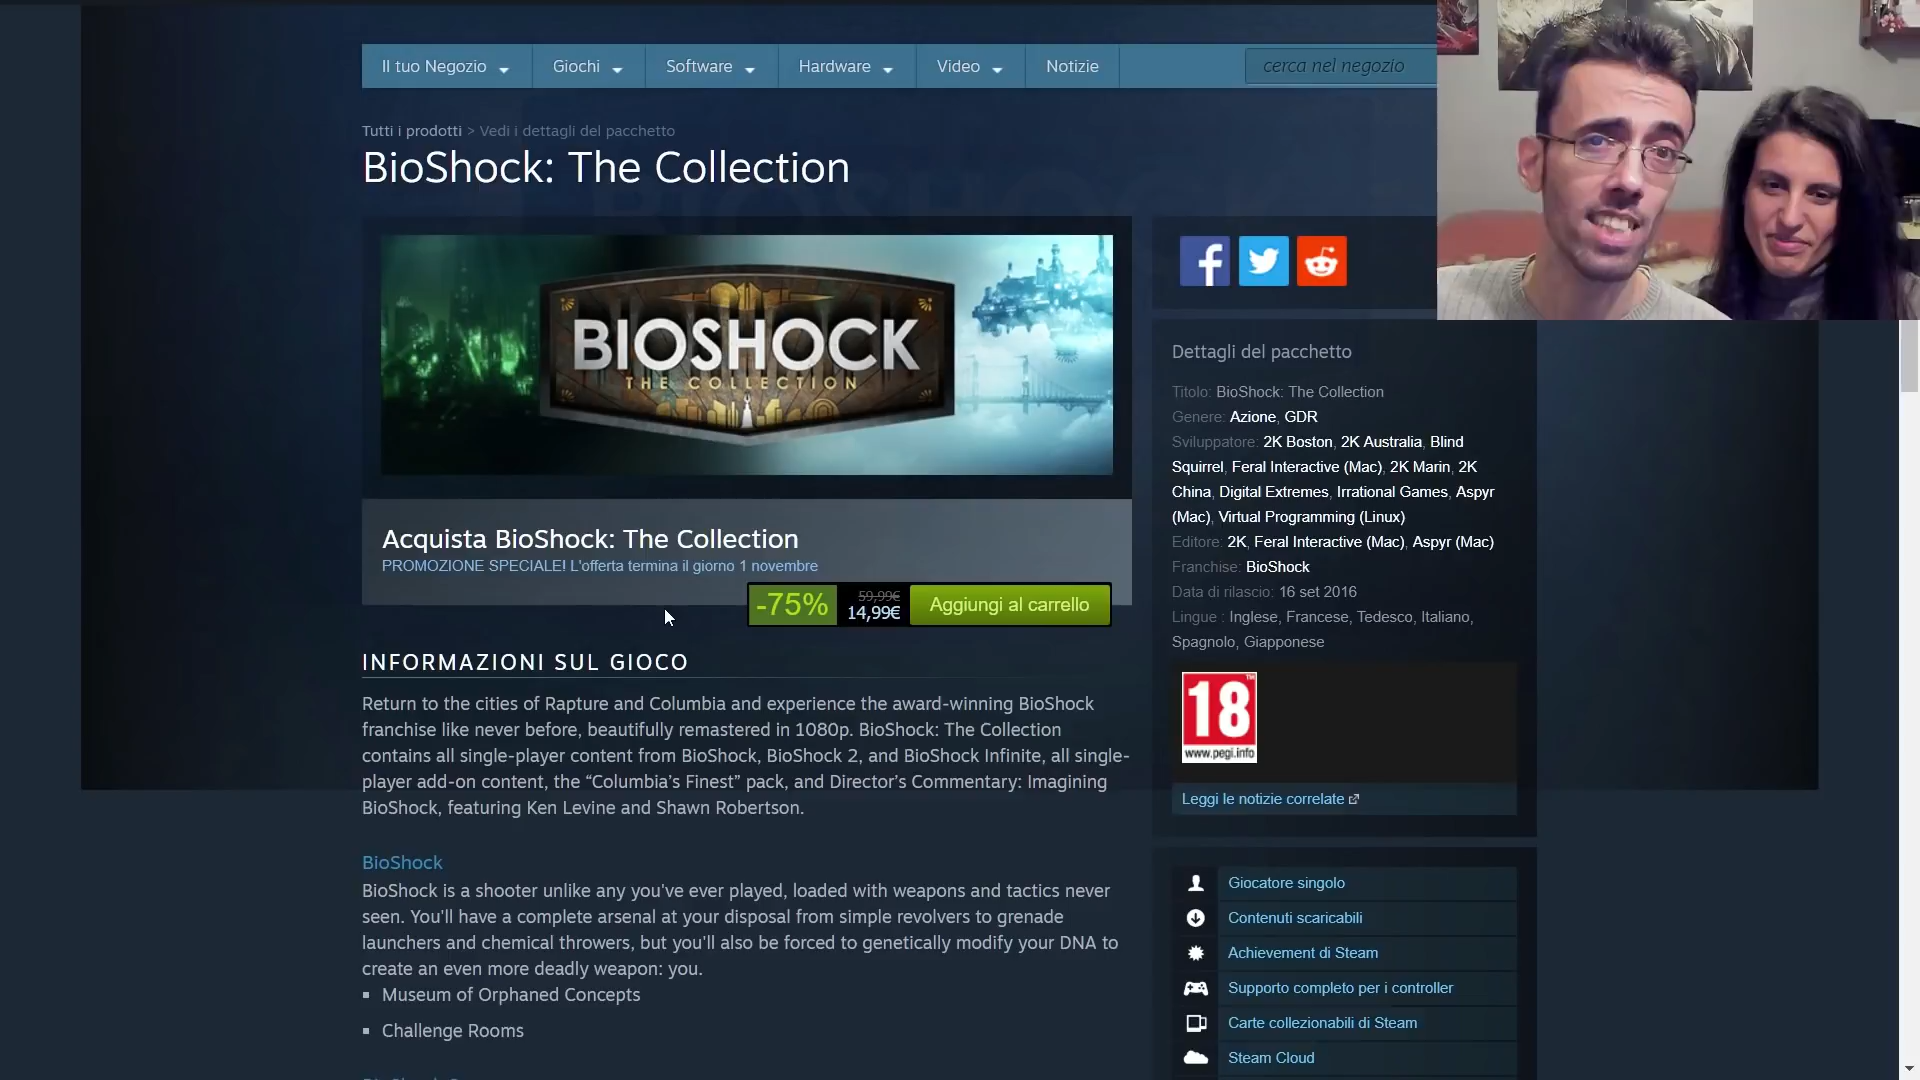 Il tuo Negozio
Giochi
Software
Hardware
Video
Notizie
cerca nel negozio
Tutti i prodotti > Vedi i dettagli del pacchetto
BioShock: The Collection
BIOSHOCK
THE COLLECTION
Acquista BioShock: The Collection
PROMOZIONE SPECIALE! L'offerta termina il giorno 1 novembre
-75%
59,99€
14,99€
Aggiungi al carrello
INFORMAZIONI SUL GIOCO
Return to the cities of Rapture and Columbia and experience the award-winning BioShock
franchise like never before, beautifully remastered in 1080p. BioShock: The Collection
contains all single-player content from BioShock, BioShock 2, and BioShock Infinite, all single-
player add-on content, the “Columbia’s Finest” pack, and Director’s Commentary: Imagining
BioShock, featuring Ken Levine and Shawn Robertson.
BioShock
BioShock is a shooter unlike any you've ever played, loaded with weapons and tactics never
seen. You'll have a complete arsenal at your disposal from simple revolvers to grenade
launchers and chemical throwers, but you'll also be forced to genetically modify your DNA to
create an even more deadly weapon: you.
Museum of Orphaned Concepts
Challenge Rooms
Dettagli del pacchetto
Titolo: BioShock: The Collection
Genere: Azione, GDR
Sviluppatore: 2K Boston, 2K Australia, Blind
Squirrel, Feral Interactive (Mac), 2K Marin, 2K
China, Digital Extremes, Irrational Games, Aspyr
(Mac), Virtual Programming (Linux)
Editore: 2K, Feral Interactive (Mac), Aspyr (Mac)
Franchise: BioShock
Data di rilascio: 16 set 2016
Lingue : Inglese, Francese, Tedesco, Italiano,
Spagnolo, Giapponese
18
www.pegi.info
Leggi le notizie correlate
Giocatore singolo
Contenuti scaricabili
Achievement di Steam
Supporto completo per i controller
Carte collezionabili di Steam
Steam Cloud